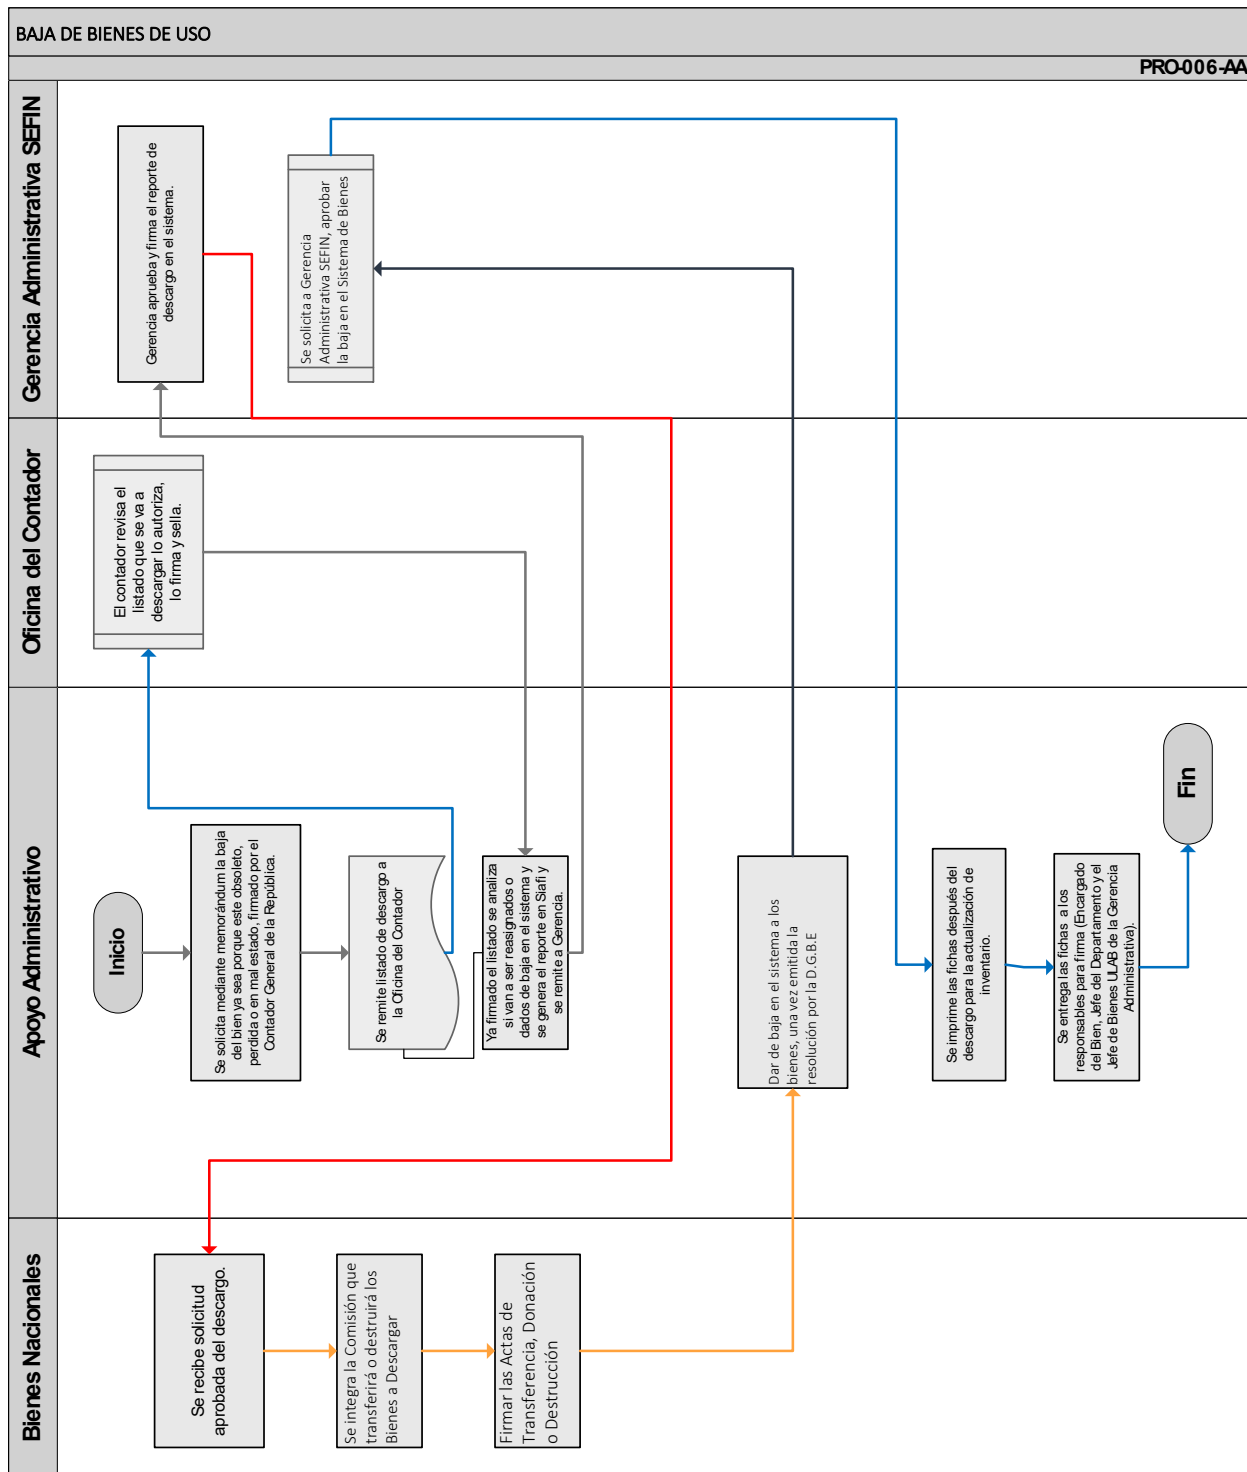 BAJA DE BIENES DE USO
PRO-006-AA
Gerencia Administrativa SEFIN
Gerencia aprueba y firma el reporte de
descargo en el sistema.
Se solicita a Gerencia
Administrativa SEFIN, aprobar
la baja en el Sistema de Bienes
Oficina del Contador
El contador revisa el
listado que se va a
descargar lo autoriza,
lo firma y sella.
Apoyo Administrativo
Inicio
Se solicita mediante memorándum la baja
del bien ya sea porque este obsoleto,
perdida o en mal estado, firmado por el
Contador General de la República.
Se remite listado de descargo a
la Oficina del Contador
Ya firmado el listado se analiza
si van a ser reasignados o
dados de baja en el sistema y
se genera el reporte en Siafi y
se remite a Gerencia.
Dar de baja en el sistema a los
bienes, una vez emitida la
resolución por la D.G.B.E
Se imprime las fichas después del
descargo para la actualización de
inventario.
Se entrega las fichas a los
responsables para firma (Encargado
del Bien, Jefe del Departamento y el
Jefe de Bienes ULAB de la Gerencia
Administrativa).
Fin
Bienes Nacionales
Se recibe solicitud
aprobada del descargo.
Se integra la Comisión que
transferirá o destruirá los
Bienes a Descargar
Firmar las Actas de
Transferencia, Donación
o Destrucción